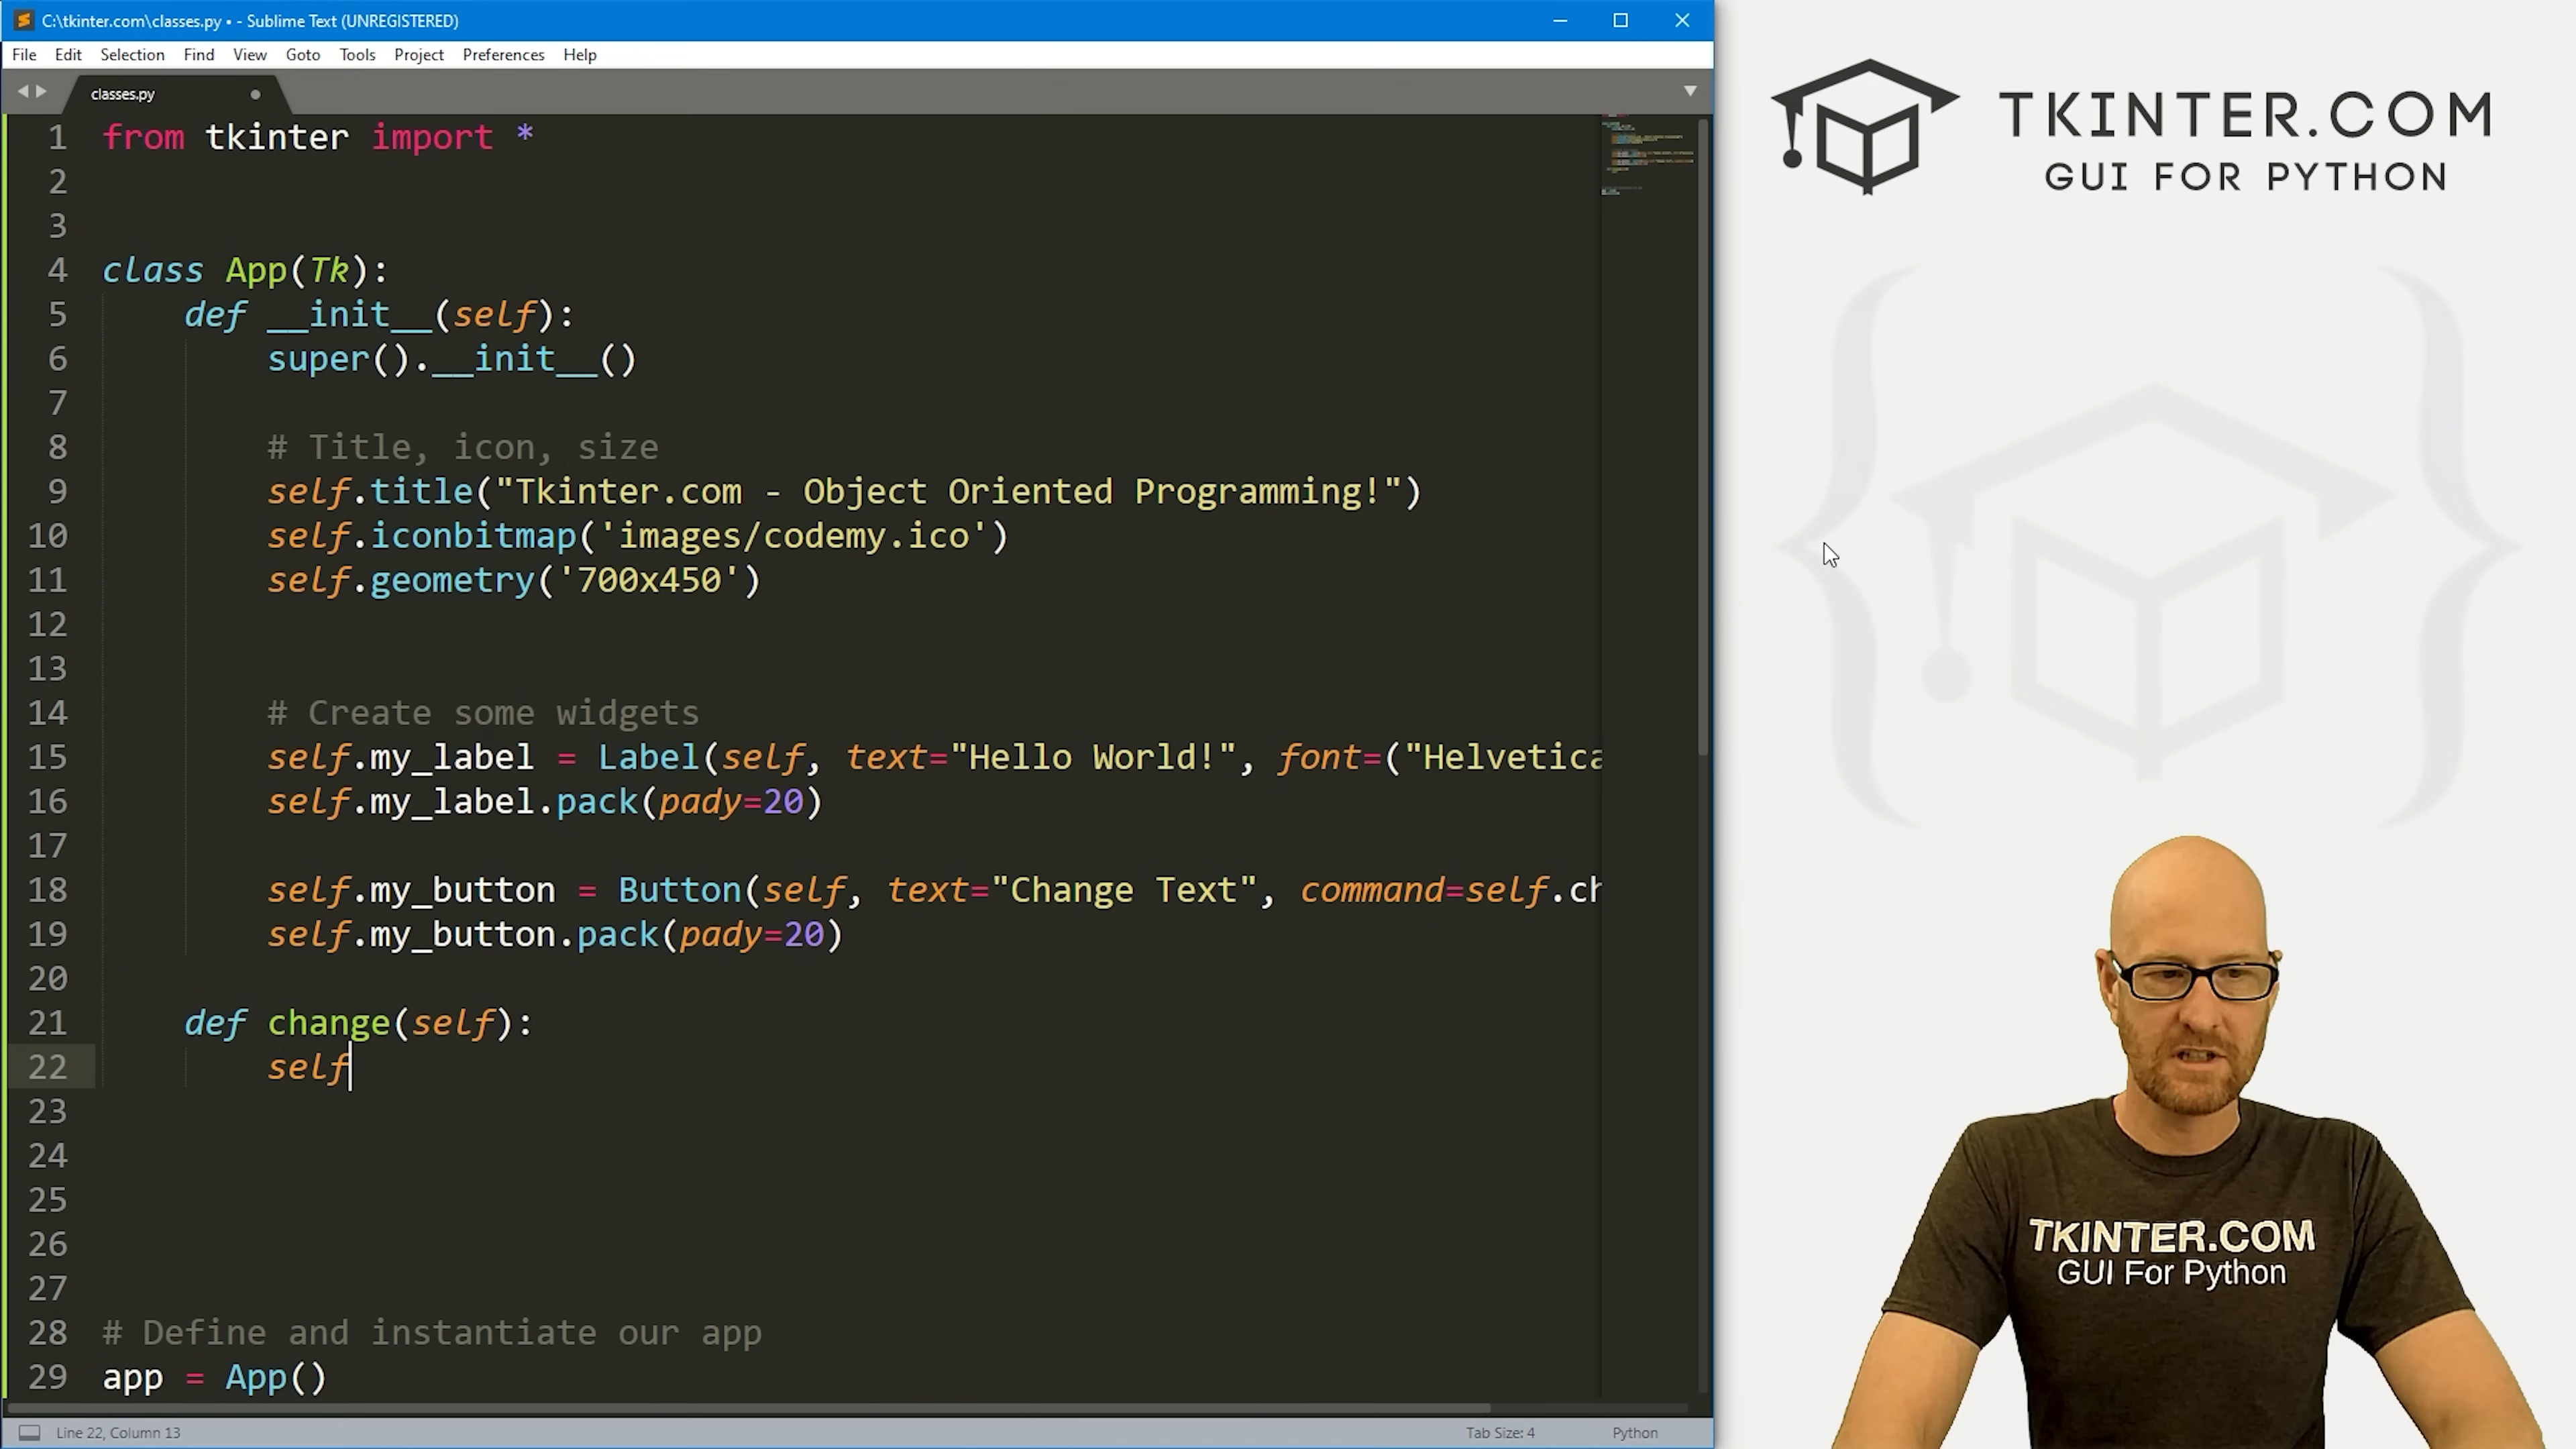 C:\tkinter.com\classes.py • - Sublime Text (UNREGISTERED)
File Edit Selection Find View Goto Tools Project Preferences Help
classes.py
1 from tkinter import *
2
3
4 class App(Tk):
5 def __init__(self):
6 super().__init__()
7
8 # Title, icon, size
9 self.title("Tkinter.com - Object Oriented Programming!")
10 self.iconbitmap('images/codemy.ico')
11 self.geometry('700x450')
12
13
14 # Create some widgets
15 self.my_label = Label(self, text="Hello World!", font=("Helvetica
16 self.my_label.pack(pady=20)
17
18 self.my_button = Button(self, text="Change Text", command=self.ch
19 self.my_button.pack(pady=20)
20
21 def change(self):
22 self
23
24
25
26
27
28 # Define and instantiate our app
29 app = App()
Line 22, Column 13
Tab Size: 4
Python
TKINTER.COM
GUI FOR PYTHON
TKINTER.COM
GUI For Python